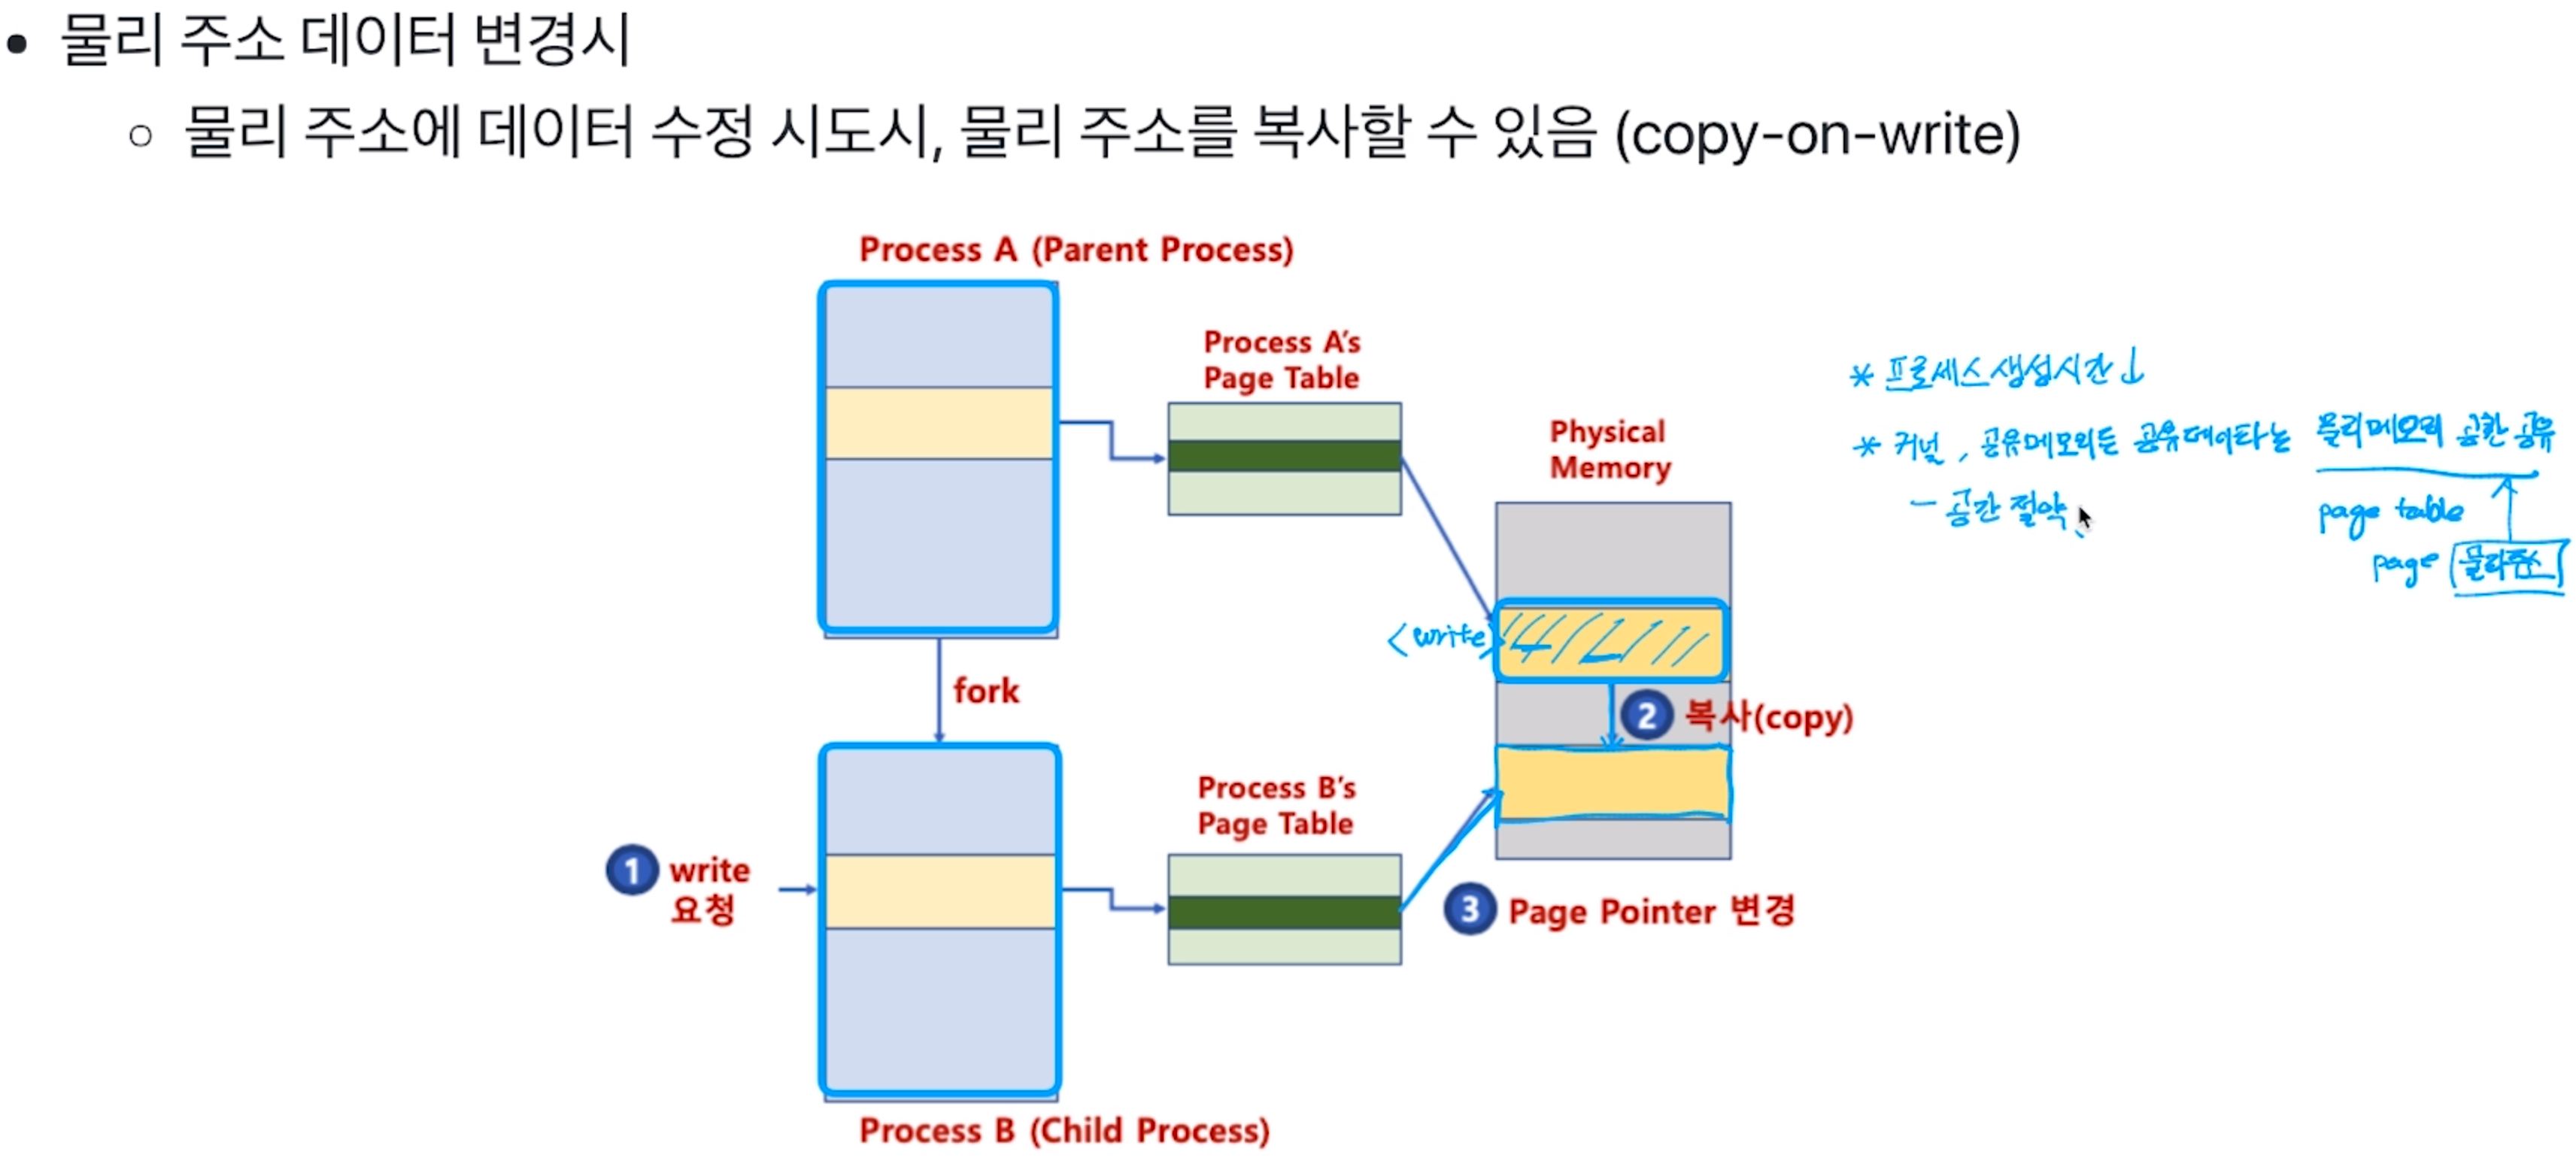 • 물리 주소 데이터 변경시
○ 물리 주소에 데이터 수정 시도시, 물리 주소를 복사할 수 있음 (copy-on-write)
Process A (Parent Process)
Process A's
Page Table
Physical
Memory
* 프로세스 생성시간↓
* 커널, 공유메모리등 공유데이타는 물리메모리 공간 공유
- 공간 절약
page table
page 물리주소
<write>
fork
2 복사(copy)
Process B's
Page Table
1 write
요청
3 Page Pointer 변경
Process B (Child Process)